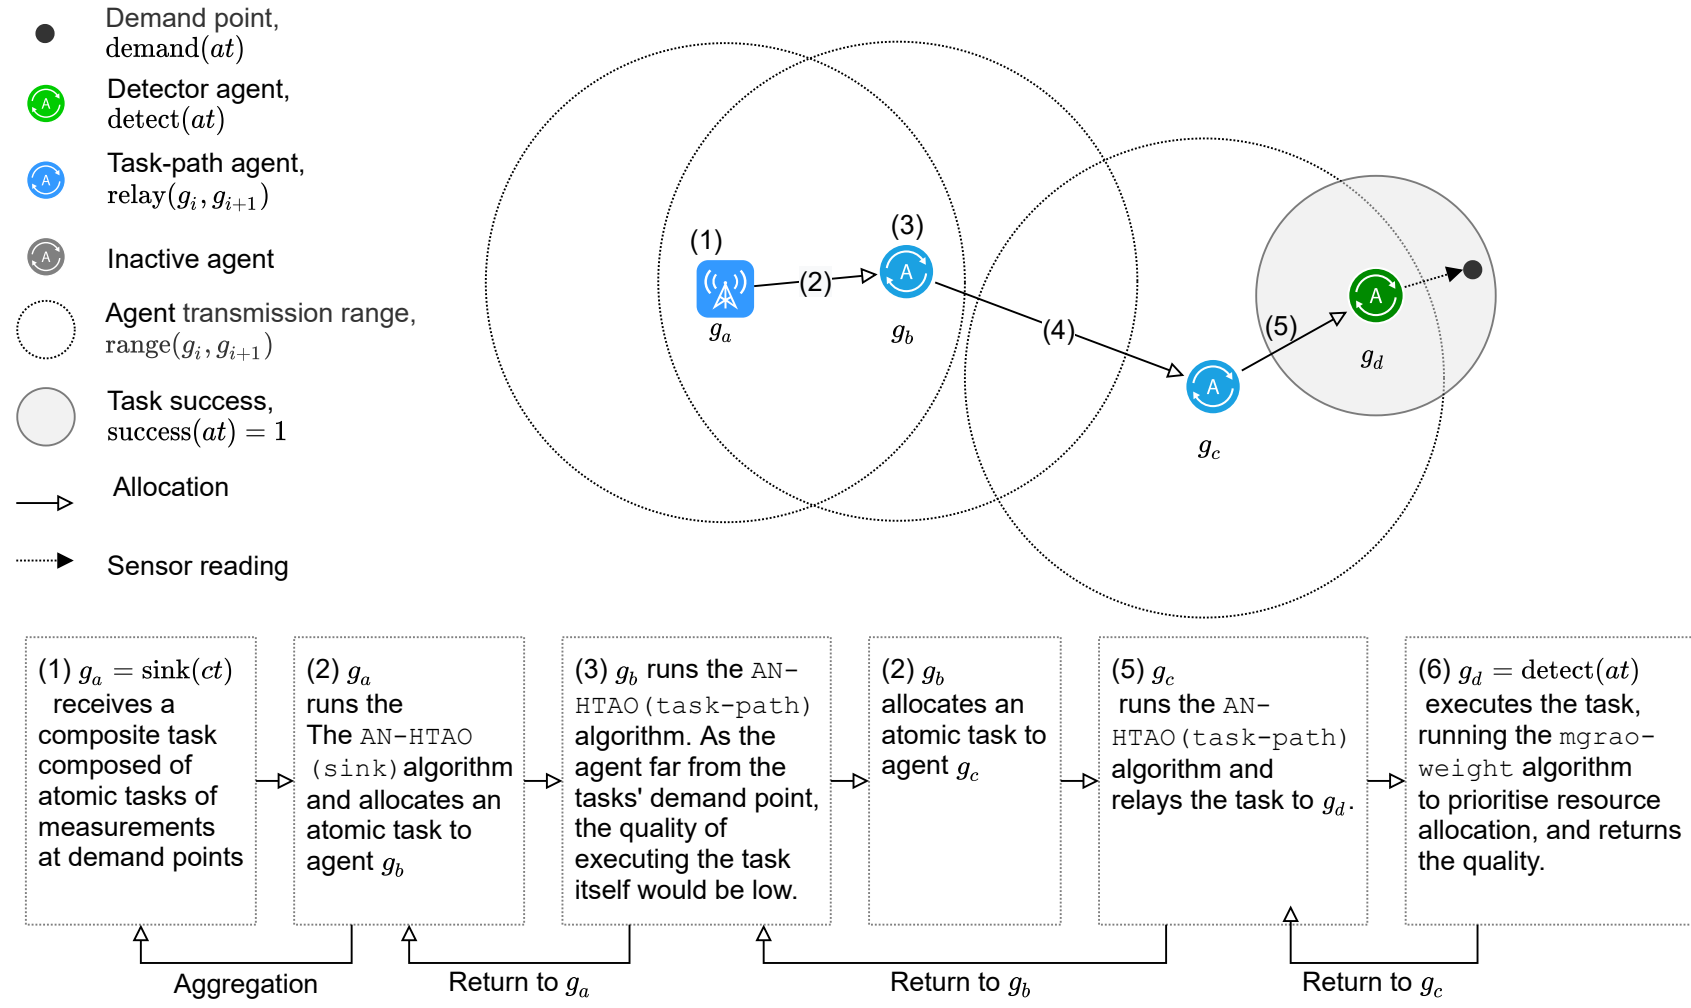 Demand point,
demand(at)
Detector agent,
detect(at)
Task-path agent,
relay(g_i, g_{i+1})
Inactive agent
Agent transmission range,
range(g_i, g_{i+1})
Task success,
success(at) = 1
Allocation
Sensor reading
(1)
g_a
(2)
(3)
g_b
(4)
g_c
(5)
g_d
A
A
A
A
A
A
(1) g_a = sink(ct)
receives a
composite task
composed of
atomic tasks of
measurements
at demand points
(2) g_a
runs the
The AN-HTAO
(sink)algorithm
and allocates an
atomic task to
agent g_b
(3) g_b runs the AN-
HTAO(task-path)
algorithm. As the
agent far from the
tasks' demand point,
the quality of
executing the task
itself would be low.
(2) g_b
allocates an
atomic task to
agent g_c
(5) g_c
runs the AN-
HTAO(task-path)
algorithm and
relays the task to g_d.
(6) g_d = detect(at)
executes the task,
running the mgrao-
weight algorithm
to prioritise resource
allocation, and returns
the quality.
Aggregation
Return to g_a
Return to g_b
Return to g_c